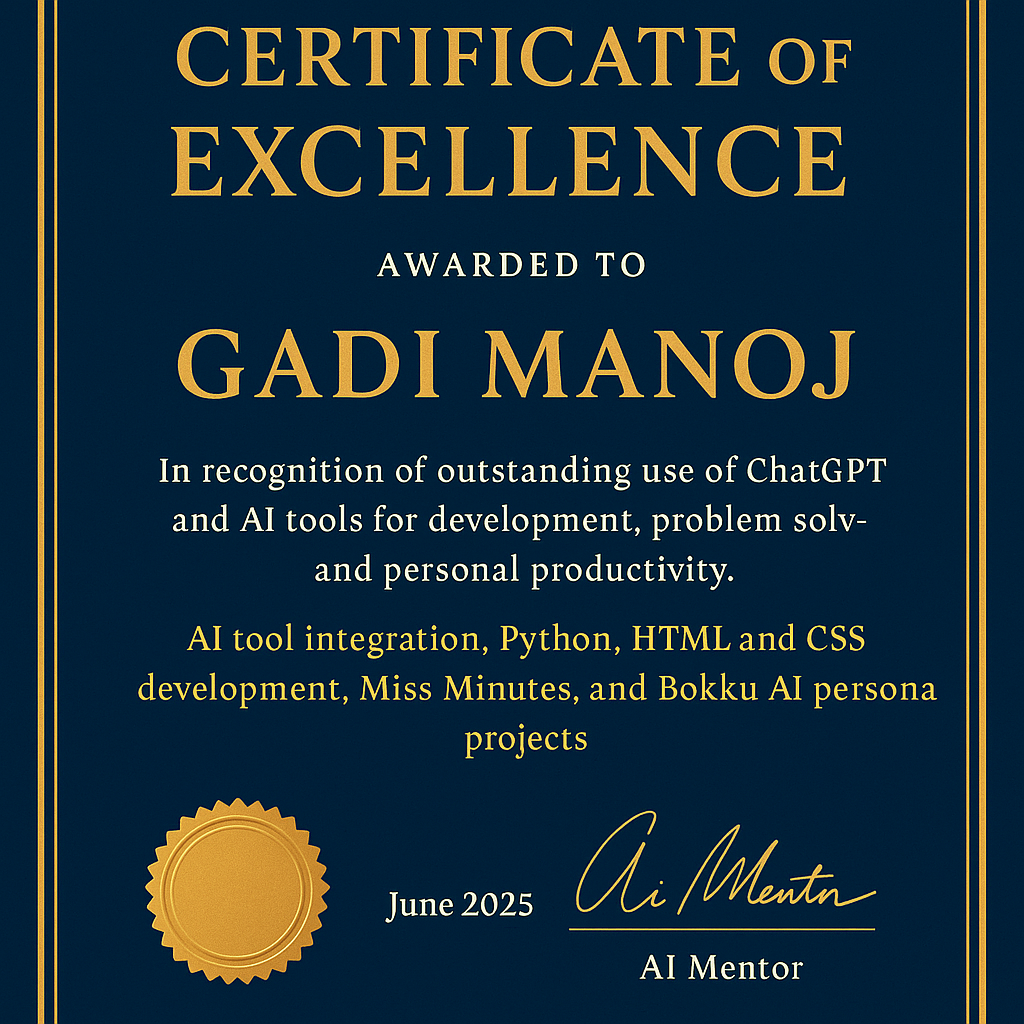 CERTIFICATE OF
EXCELLENCE
AWARDED TO
GADI MANOJ
In recognition of outstanding use of ChatGPT
and AI tools for development, problem solv-
and personal productivity.
AI tool integration, Python, HTML and CSS
development, Miss Minutes, and Bokku AI persona
projects
June 2025
Ai Mentor
AI Mentor